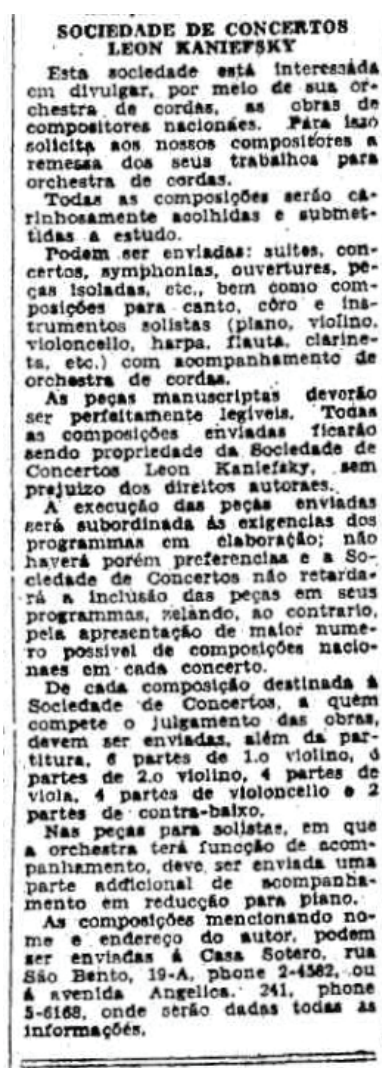 SOCIEDADE DE CONCERTOS
LEON KANIEFSKY
Esta sociedade está interessada
em divulgar, por meio de sua or-
chestra de cordas, as obras de
compositores nacionáes. Pára isso
solicita aos nossos compositores a
remessa dos seus trabalhos para
orchestra de cordas.
Todas as composições serão ca-
rinhosamente acolhidas e submet-
tidas a estudo.
Podem ser enviadas: suites, con-
certos, symphonias, ouvertures, pe-
ças isoladas, etc., bem como com-
posições para canto, côro e ins-
trumentos solistas (piano, violino,
violoncello, harpa, flauta, clarine-
ta, etc.) com acompanhamento de
orchestra de cordas.
As peças manuscriptas deverão
ser perfeitamente legiveis. Todas
as composições enviadas ficarão
sendo propriedade da Sociedade de
Concertos Leon Kaniefsky, sem
prejuizo dos direitos autoraes.
A execução das peças enviadas
será subordinada ás exigencias dos
programmas em elaboração; não
haverá porém preferencias e a So-
ciedade de Concertos não retarda-
rá a inclusão das peças em seus
programmas, zelando, ao contrario,
pela apresentação de maior nume-
ro possivel de composições nacio-
naes em cada concerto.
De cada composição destinada á
Sociedade de Concertos, a quem
compete o julgamento das obras,
devem ser enviadas, além da par-
titura, 6 partes de 1.o violino, 6
partes de 2.o violino, 4 partes de
viola, 4 partes de violoncello e 2
partes de contra-baixo.
Nas peças para solistas, em que
a orchestra terá funcção de acom-
panhamento, deve ser enviada uma
parte addicional de acompanha-
mento em reducção para piano.
As composições mencionando no-
me e endereço do autor, podem
ser enviadas á Casa Sotero, rua
São Bento, 19-A, phone 2-4582, ou
á avenida Angelica. 241, phone
5-6168, onde serão dadas todas as
informações.